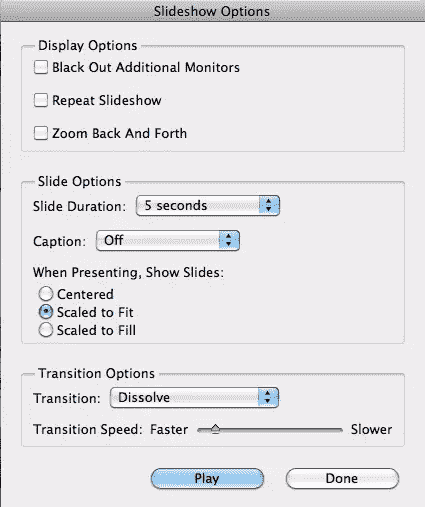 Slideshow Options
Display Options
Black Out Additional Monitors
Repeat Slideshow
Zoom Back And Forth
Slide Options
Slide Duration: 5 seconds
Caption: Off
When Presenting, Show Slides:
Centered
Scaled to Fit
Scaled to Fill
Transition Options
Transition: Dissolve
Transition Speed: Faster Slower
Play Done